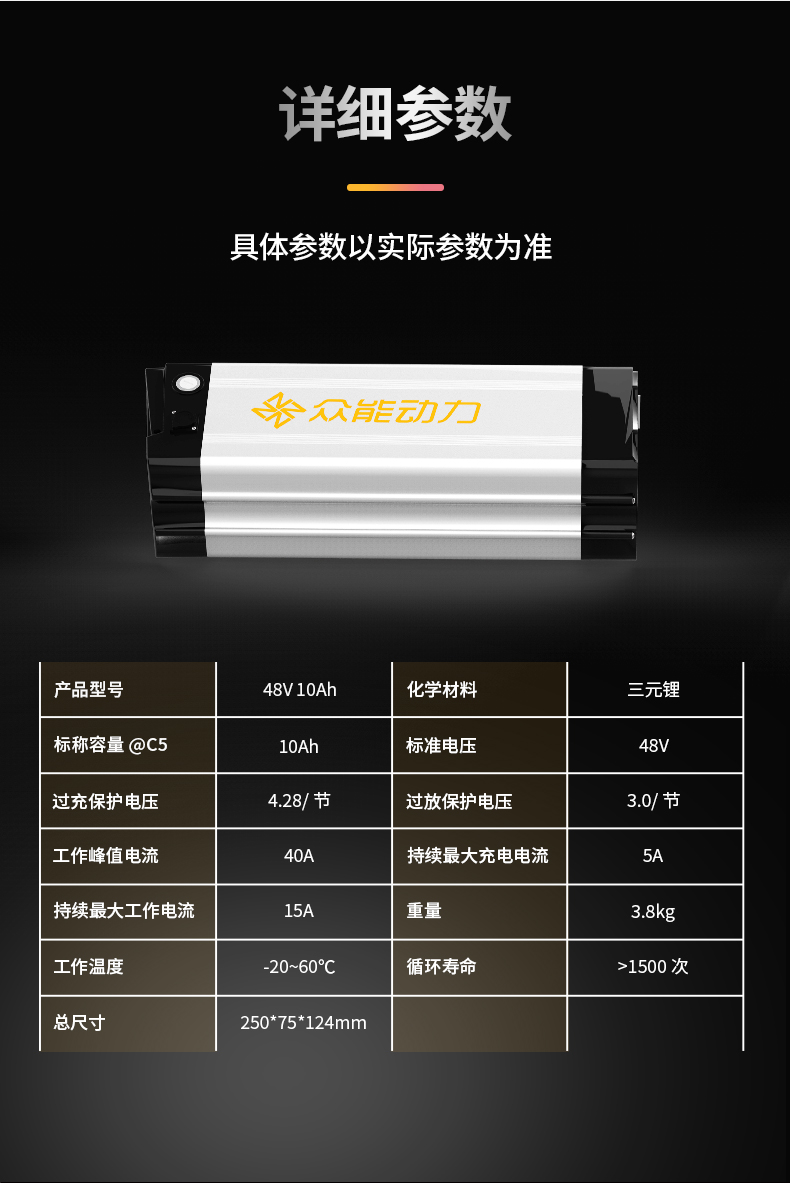 详细参数
具体参数以实际参数为准
众能动力
产品型号 48V 10Ah 化学材料 三元锂
标称容量 @C5 10Ah 标准电压 48V
过充保护电压 4.28/ 节 过放保护电压 3.0/ 节
工作峰值电流 40A 持续最大充电电流 5A
持续最大工作电流 15A 重量 3.8kg
工作温度 -20~60℃ 循环寿命 >1500 次
总尺寸 250*75*124mm